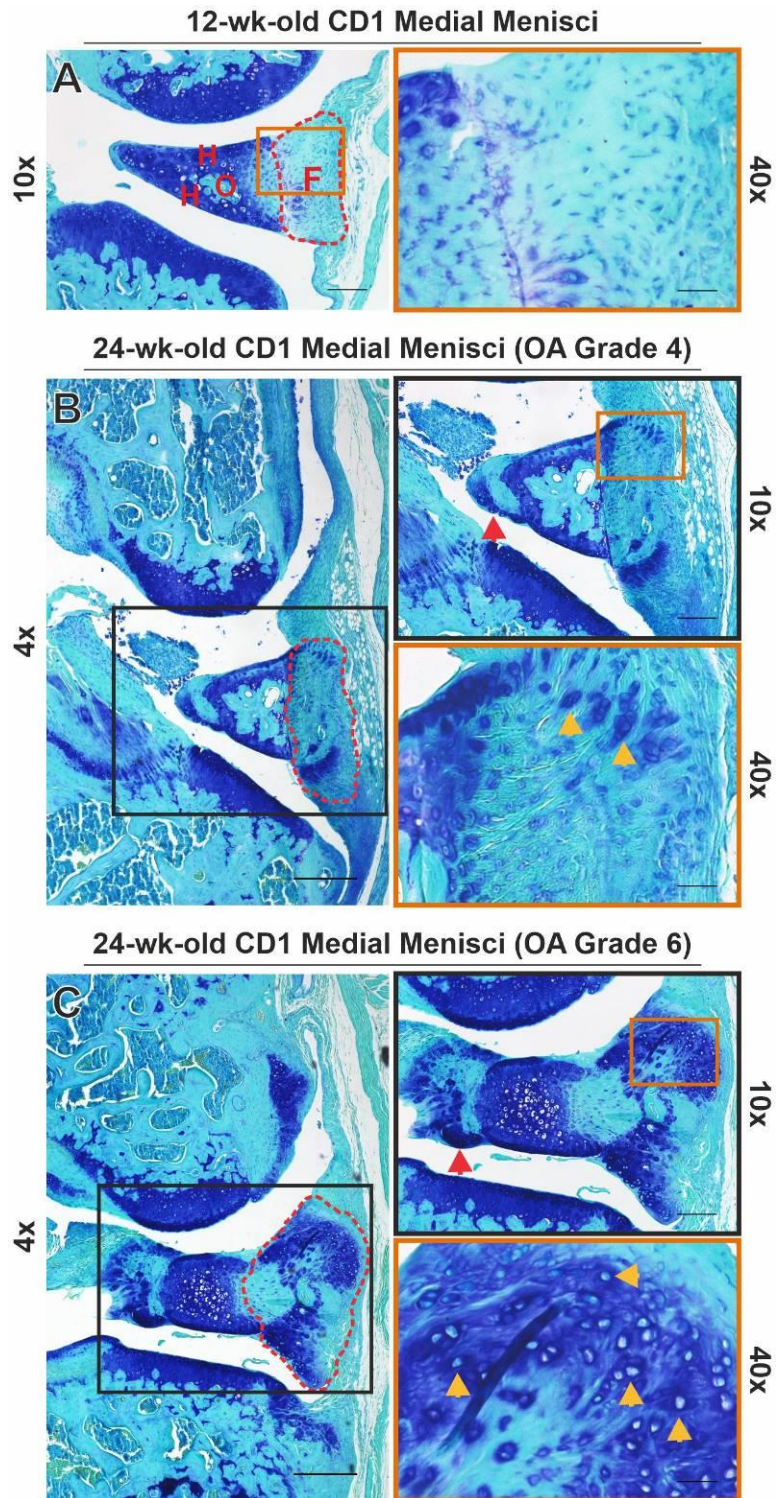 12-wk-old CD1 Medial Menisci
A
10x
H
H
O
F
40x
24-wk-old CD1 Medial Menisci (OA Grade 4)
B
4x
10x
40x
24-wk-old CD1 Medial Menisci (OA Grade 6)
C
4x
10x
40x